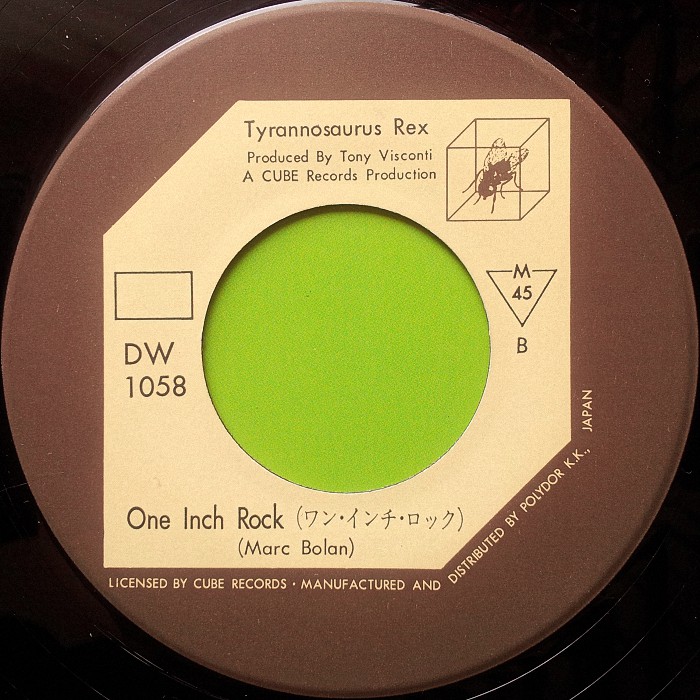 Tyrannosaurus Rex
Produced By Tony Visconti
A CUBE Records Production
M
45
B
DW
1058
One Inch Rock (ワン・インチ・ロック)
(Marc Bolan)
LICENSED BY CUBE RECORDS · MANUFACTURED AND DISTRIBUTED BY POLYDOR K.K., JAPAN